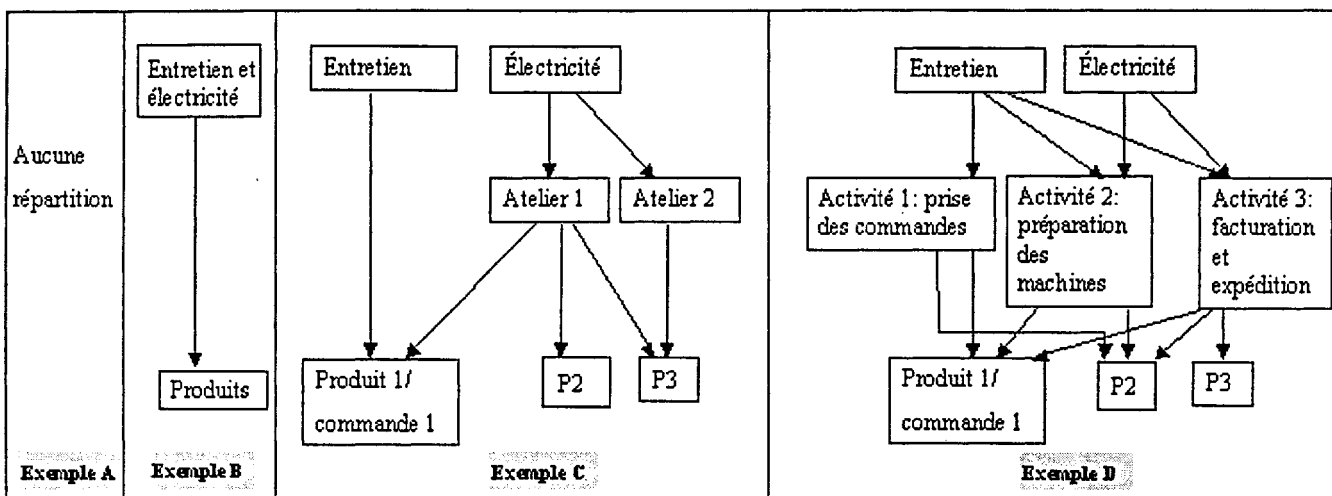 Aucune
répartition
Exemple A
Entretien et
électricité
Produits
Exemple B
Entretien
Électricité
Atelier 1
Atelier 2
Produit 1/
commande 1
P2
P3
Exemple C
Entretien
Électricité
Activité 1: prise
des commandes
Activité 2:
préparation
des
machines
Activité 3:
facturation
et
expédition
Produit 1/
commande 1
P2
P3
Exemple D